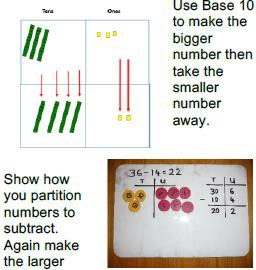 Tens Ones
Use Base 10
to make the
bigger
number then
take the
smaller
number
away.
Show how
you partition
numbers to
subtract.
Again make
the larger
36-14=22
T U
T U
30 6
- 10 4
20 2